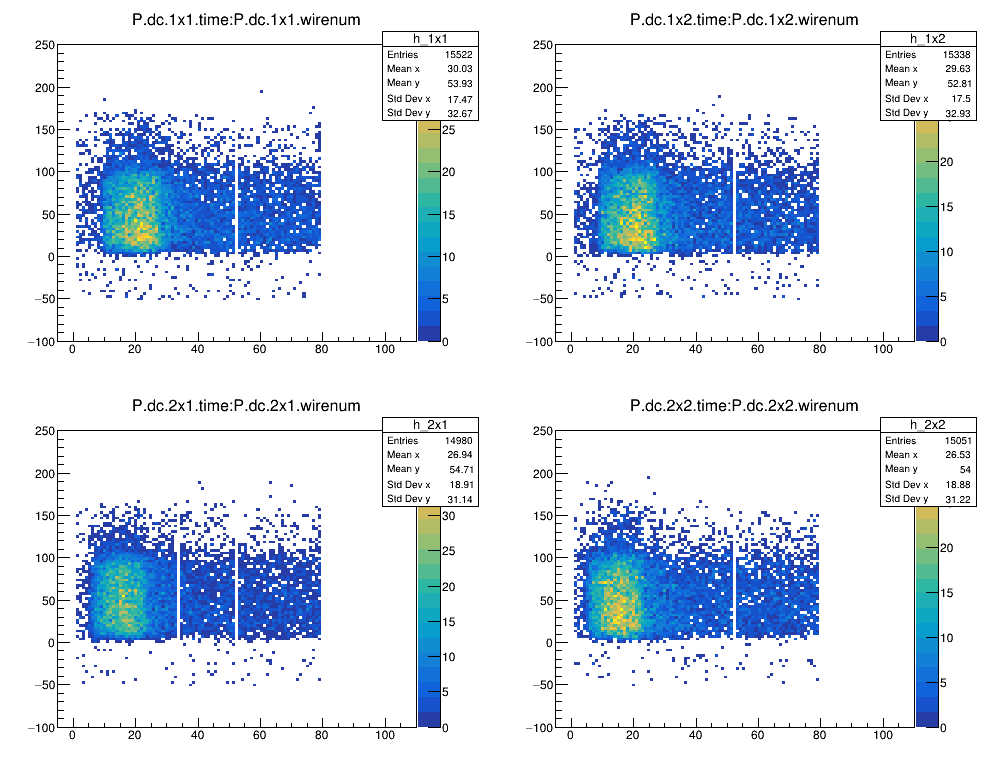 P.dc.1x1.time:P.dc.1x1.wirenum
h_1x1
Entries 15522
Mean x 30.03
Mean y 53.93
Std Dev x 17.47
Std Dev y 32.67
250
200
150
100
50
0
−50
−100
0 20 40 60 80 100
25
20
15
10
5
0
P.dc.1x2.time:P.dc.1x2.wirenum
h_1x2
Entries 15338
Mean x 29.63
Mean y 52.81
Std Dev x 17.5
Std Dev y 32.93
250
200
150
100
50
0
−50
−100
0 20 40 60 80 100
20
15
10
5
0
P.dc.2x1.time:P.dc.2x1.wirenum
h_2x1
Entries 14980
Mean x 26.94
Mean y 54.71
Std Dev x 18.91
Std Dev y 31.14
250
200
150
100
50
0
−50
−100
0 20 40 60 80 100
30
25
20
15
10
5
0
P.dc.2x2.time:P.dc.2x2.wirenum
h_2x2
Entries 15051
Mean x 26.53
Mean y 54
Std Dev x 18.88
Std Dev y 31.22
250
200
150
100
50
0
−50
−100
0 20 40 60 80 100
20
15
10
5
0